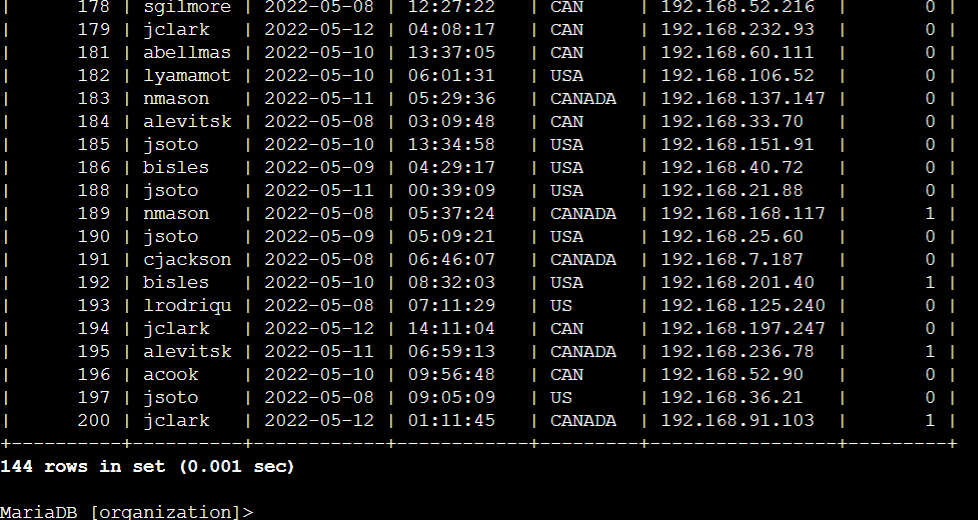 |      178 | sgilmore | 2022-05-08 | 12:27:22   | CAN     | 192.168.52.216  |       0 |
|      179 | jclark   | 2022-05-12 | 04:08:17   | CAN     | 192.168.232.93  |       0 |
|      181 | abellmas | 2022-05-10 | 13:37:05   | CAN     | 192.168.60.111  |       0 |
|      182 | lyamamot | 2022-05-10 | 06:01:31   | USA     | 192.168.106.52  |       0 |
|      183 | nmason   | 2022-05-11 | 05:29:36   | CANADA  | 192.168.137.147 |       0 |
|      184 | alevitsk | 2022-05-08 | 03:09:48   | CAN     | 192.168.33.70   |       0 |
|      185 | jsoto    | 2022-05-10 | 13:34:58   | USA     | 192.168.151.91  |       0 |
|      186 | bisles   | 2022-05-09 | 04:29:17   | USA     | 192.168.40.72   |       0 |
|      188 | jsoto    | 2022-05-11 | 00:39:09   | USA     | 192.168.21.88   |       0 |
|      189 | nmason   | 2022-05-08 | 05:37:24   | CANADA  | 192.168.168.117 |       1 |
|      190 | jsoto    | 2022-05-09 | 05:09:21   | USA     | 192.168.25.60   |       0 |
|      191 | cjackson | 2022-05-08 | 06:46:07   | CANADA  | 192.168.7.187   |       0 |
|      192 | bisles   | 2022-05-10 | 08:32:03   | USA     | 192.168.201.40  |       1 |
|      193 | lrodriqu | 2022-05-08 | 07:11:29   | US      | 192.168.125.240 |       0 |
|      194 | jclark   | 2022-05-12 | 14:11:04   | CAN     | 192.168.197.247 |       0 |
|      195 | alevitsk | 2022-05-11 | 06:59:13   | CANADA  | 192.168.236.78  |       1 |
|      196 | acook    | 2022-05-10 | 09:56:48   | CAN     | 192.168.52.90   |       0 |
|      197 | jsoto    | 2022-05-08 | 09:05:09   | US      | 192.168.36.21   |       0 |
|      200 | jclark   | 2022-05-12 | 01:11:45   | CANADA  | 192.168.91.103  |       1 |
+----------+----------+------------+------------+---------+-----------------+---------+
144 rows in set (0.001 sec)
MariaDB [organization]>